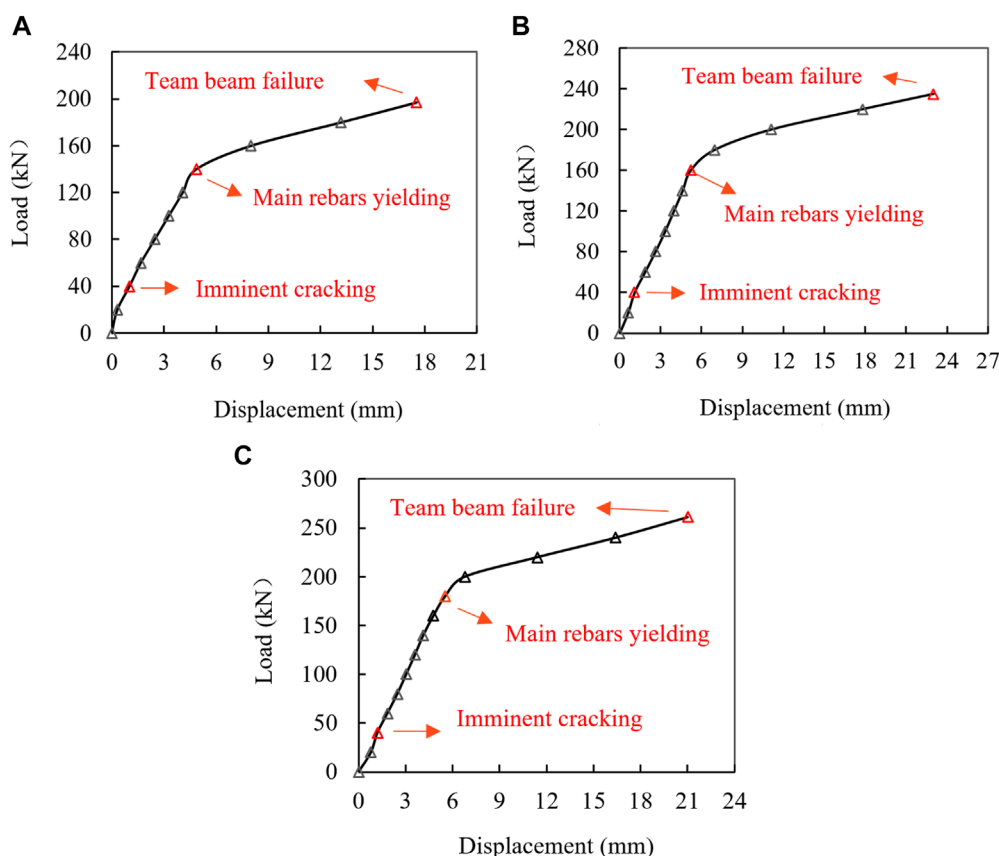 A
240
200
160
120
80
40
0
Load (kN)
Team beam failure
Main rebars yielding
Imminent cracking
0 3 6 9 12 15 18 21
Displacement (mm)
B
280
240
200
160
120
80
40
0
Load (kN)
Team beam failure
Main rebars yielding
Imminent cracking
0 3 6 9 12 15 18 21 24 27
Displacement (mm)
C
300
250
200
150
100
50
0
Load (kN)
Team beam failure
Main rebars yielding
Imminent cracking
0 3 6 9 12 15 18 21 24
Displacement (mm)